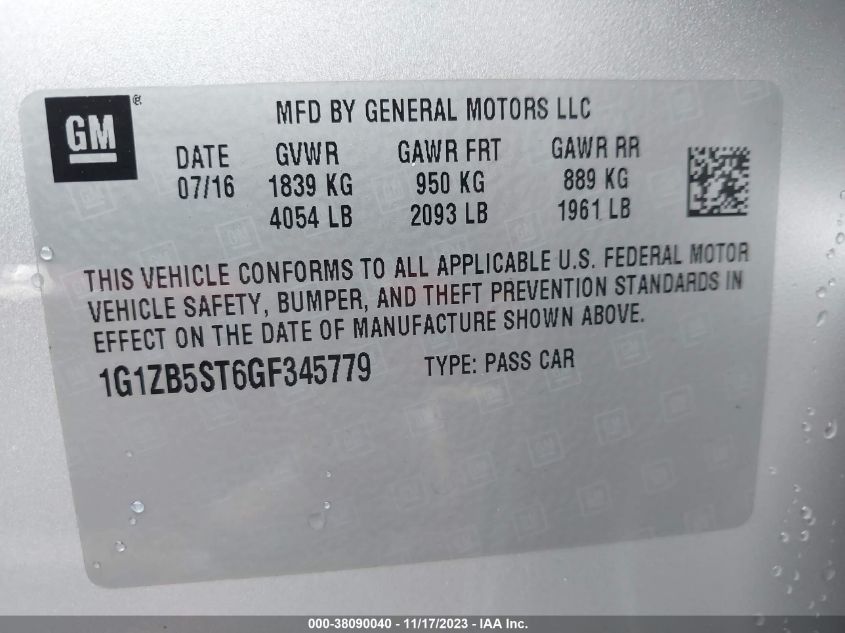 GM ®
MFD BY GENERAL MOTORS LLC
DATE GVWR GAWR FRT GAWR RR
07/16 1839 KG 950 KG 889 KG
4054 LB 2093 LB 1961 LB
THIS VEHICLE CONFORMS TO ALL APPLICABLE U.S. FEDERAL MOTOR
VEHICLE SAFETY, BUMPER, AND THEFT PREVENTION STANDARDS IN
EFFECT ON THE DATE OF MANUFACTURE SHOWN ABOVE.
1G1ZB5ST6GF345779 TYPE: PASS CAR
000-38090040 - 11/17/2023 - IAA Inc.